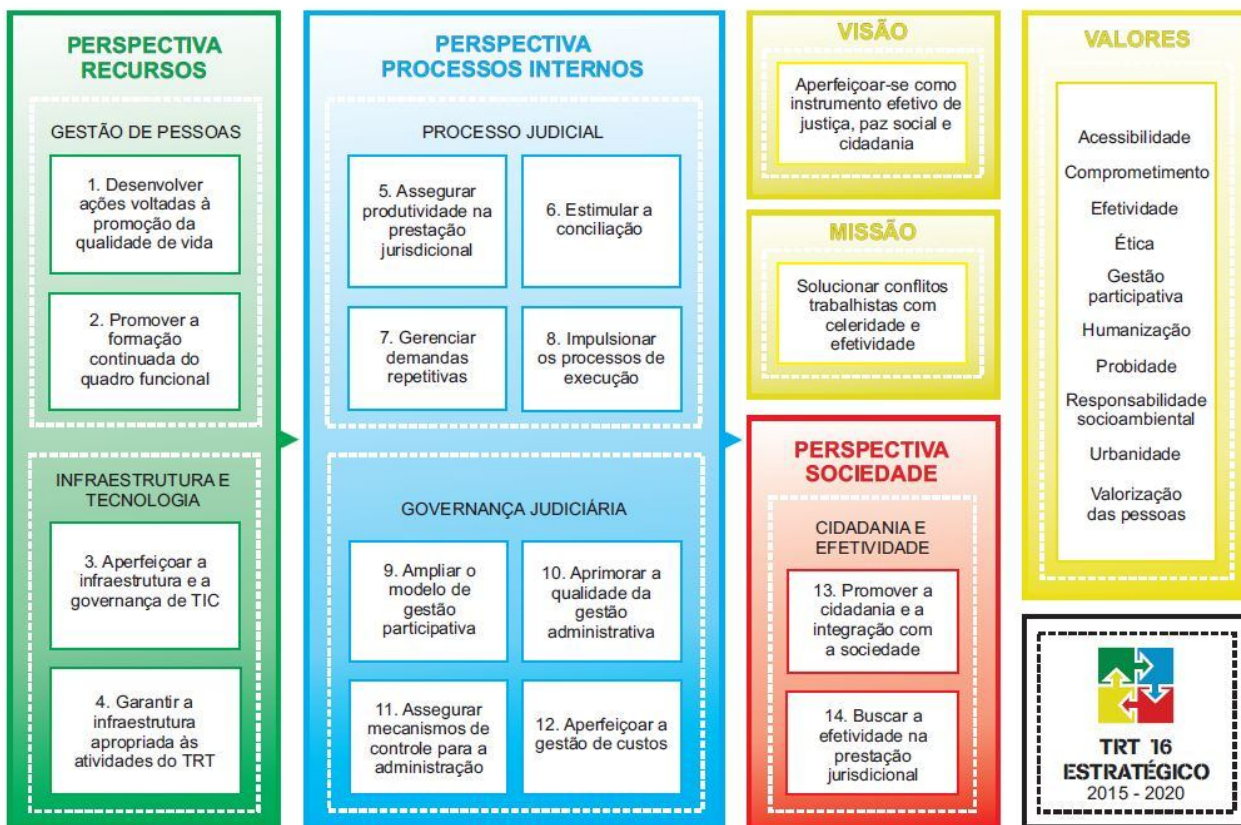 PERSPECTIVA
RECURSOS
GESTÃO DE PESSOAS
1. Desenvolver
ações voltadas à
promoção da
qualidade de vida
2. Promover a
formação
continuada do
quadro funcional
INFRAESTRUTURA E
TECNOLOGIA
3. Aperfeiçoar a
infraestrutura e a
governança de TIC
4. Garantir a
infraestrutura
apropriada às
atividades do TRT
PERSPECTIVA
PROCESSOS INTERNOS
PROCESSO JUDICIAL
5. Assegurar
produtividade na
prestação
jurisdicional
6. Estimular a
conciliação
7. Gerenciar
demandas
repetitivas
8. Impulsionar
os processos de
execução
GOVERNANÇA JUDICIÁRIA
9. Ampliar o
modelo de
gestão
participativa
10. Aprimorar a
qualidade da
gestão
administrativa
11. Assegurar
mecanismos de
controle para a
administração
12. Aperfeiçoar a
gestão de custos
VISÃO
Aperfeiçoar-se como
instrumento efetivo de
justiça, paz social e
cidadania
MISSÃO
Solucionar conflitos
trabalhistas com
celeridade e
efetividade
PERSPECTIVA
SOCIEDADE
CIDADANIA E
EFETIVIDADE
13. Promover a
cidadania e a
integração com
a sociedade
14. Buscar a
efetividade na
prestação
jurisdicional
VALORES
Acessibilidade
Comprometimento
Efetividade
Ética
Gestão
participativa
Humanização
Probidade
Responsabilidade
socioambiental
Urbanidade
Valorização
das pessoas
TRT 16
ESTRATÉGICO
2015 - 2020